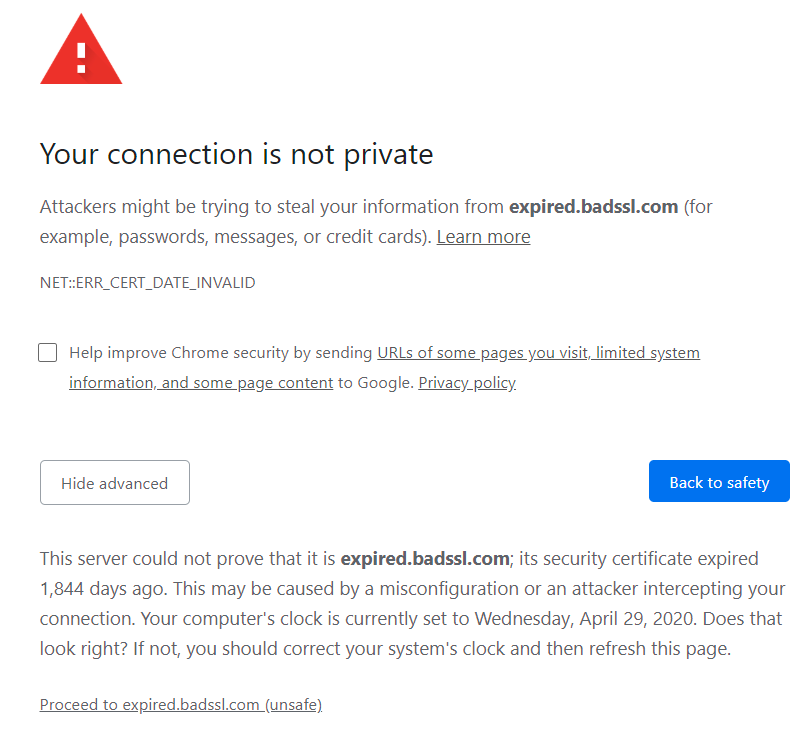 Your connection is not private
Attackers might be trying to steal your information from expired.badssl.com (for
example, passwords, messages, or credit cards). Learn more
NET::ERR_CERT_DATE_INVALID
Help improve Chrome security by sending URLs of some pages you visit, limited system
information, and some page content to Google. Privacy policy
Hide advanced
Back to safety
This server could not prove that it is expired.badssl.com; its security certificate expired
1,844 days ago. This may be caused by a misconfiguration or an attacker intercepting your
connection. Your computer's clock is currently set to Wednesday, April 29, 2020. Does that
look right? If not, you should correct your system's clock and then refresh this page.
Proceed to expired.badssl.com (unsafe)